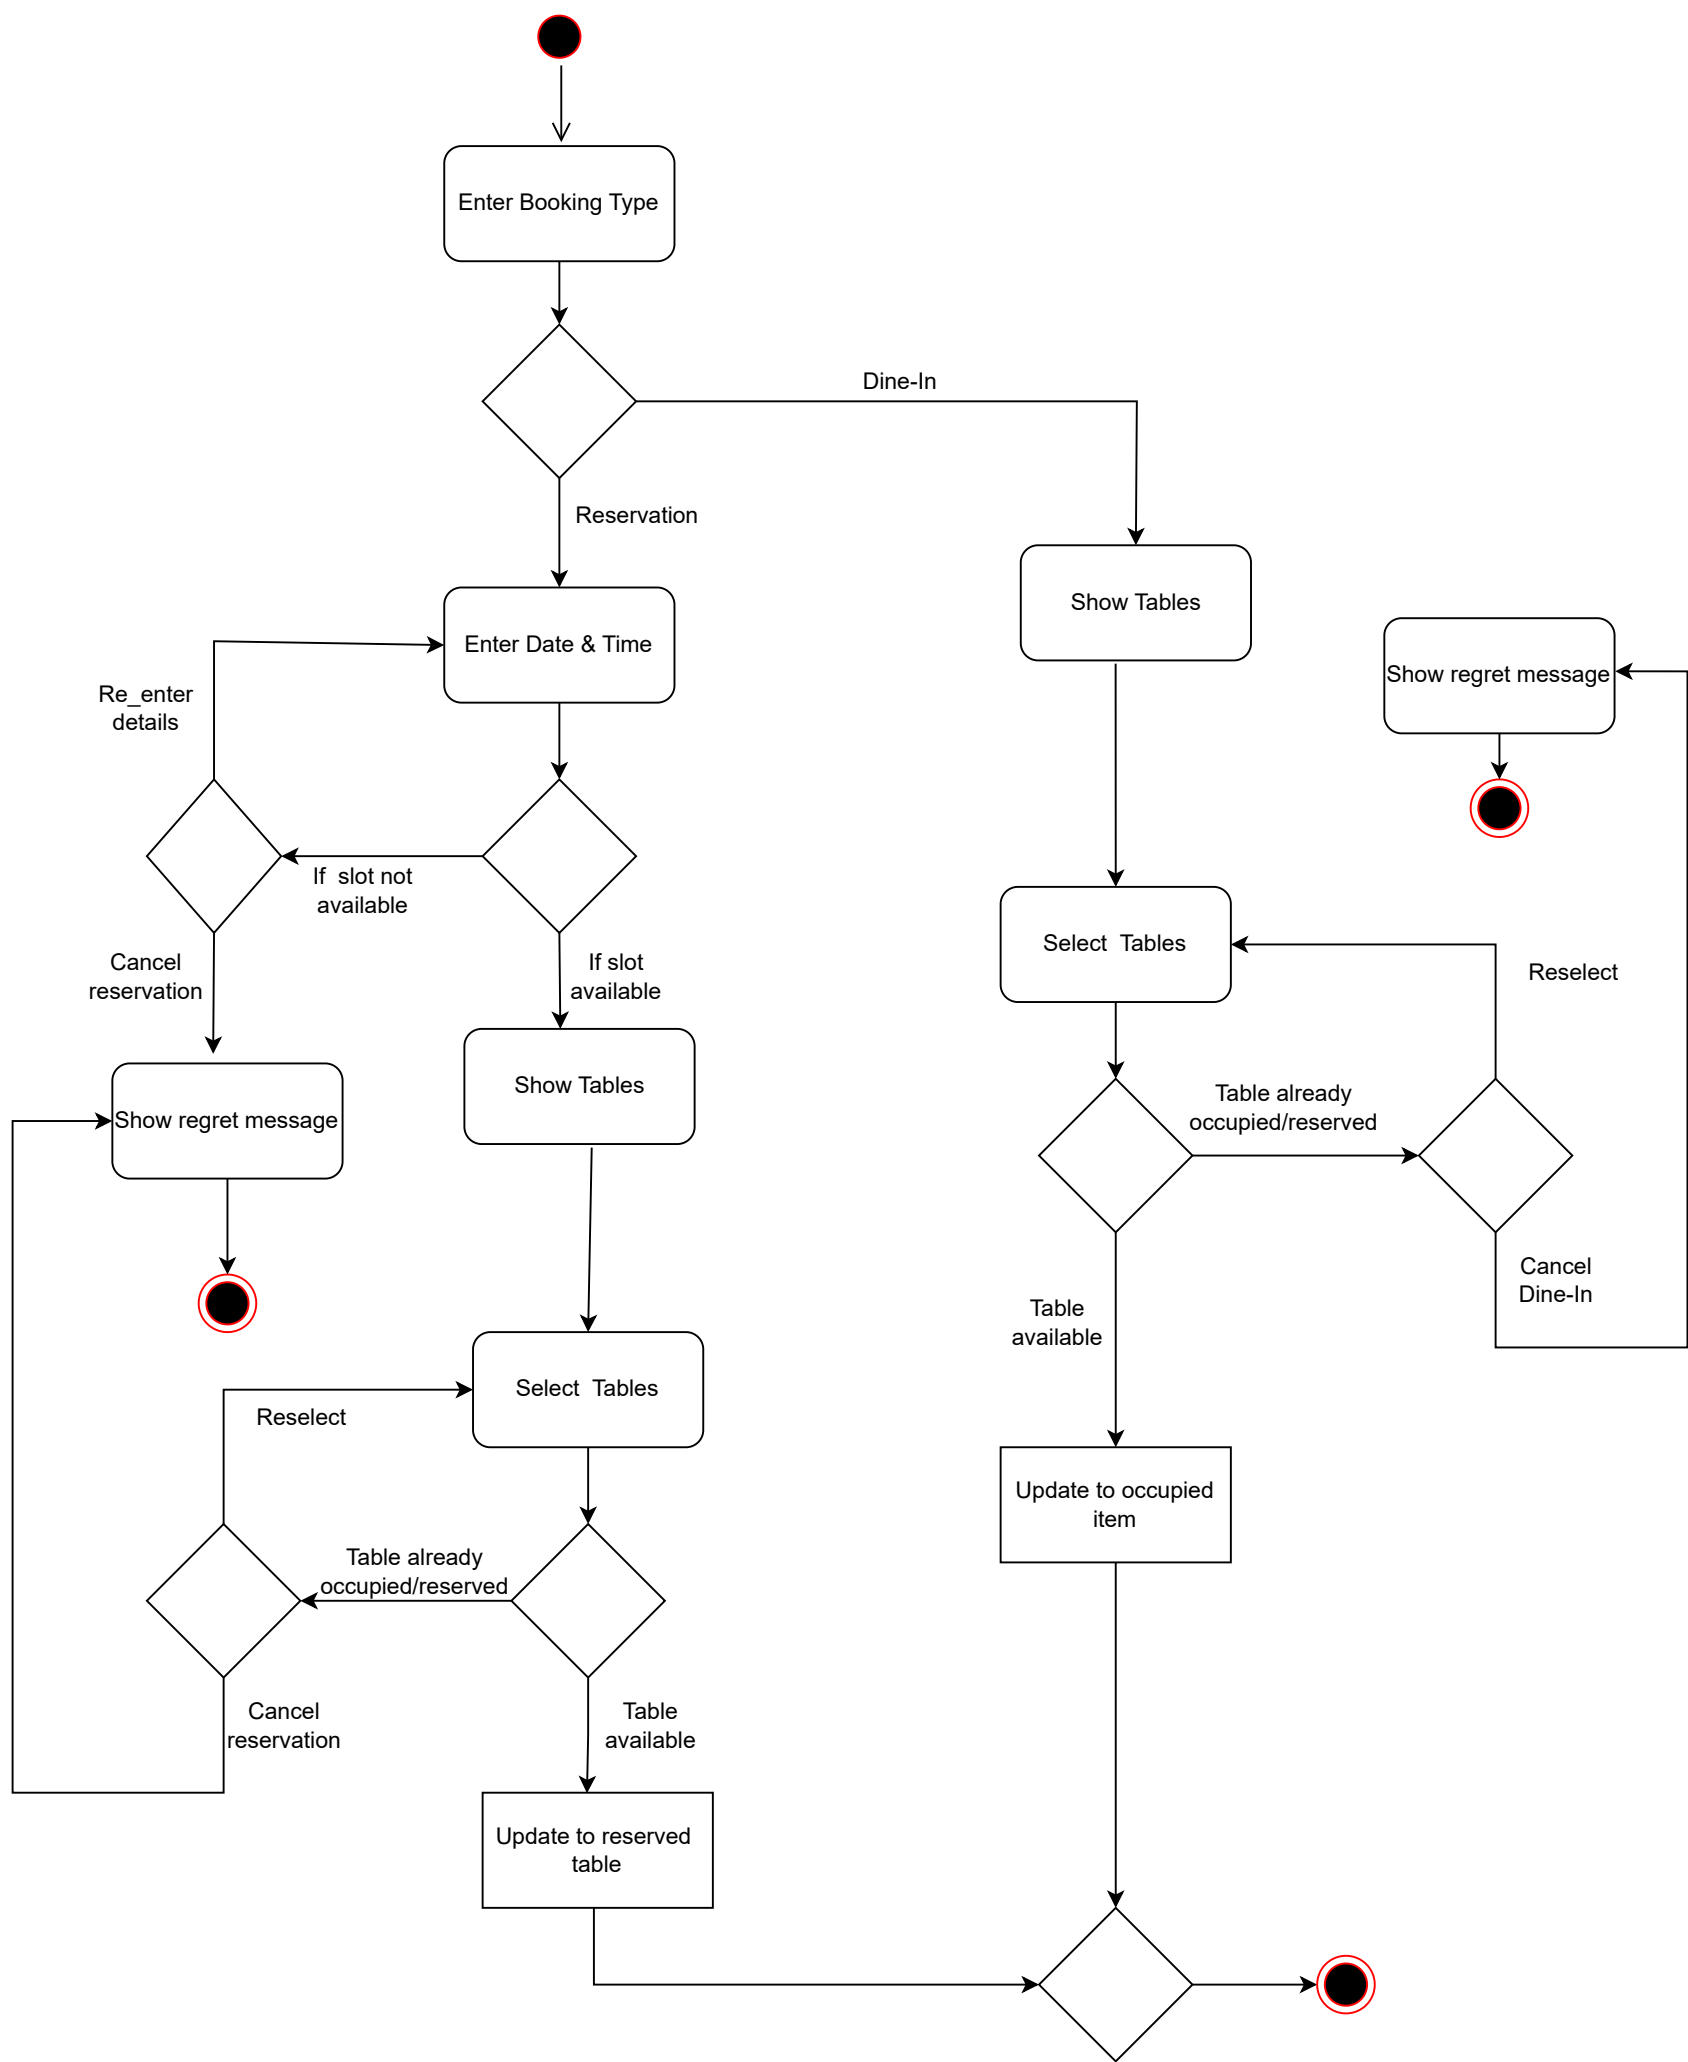 Enter Booking Type
Dine-In
Reservation
Show Tables
Enter Date & Time
Show regret message
Re_enter
details
If  slot not
available
Cancel
reservation
If slot
available
Select  Tables
Reselect
Show Tables
Table already
occupied/reserved
Show regret message
Cancel
Dine-In
Table
available
Select  Tables
Reselect
Update to occupied
item
Table already
occupied/reserved
Cancel
reservation
Table
available
Update to reserved
table